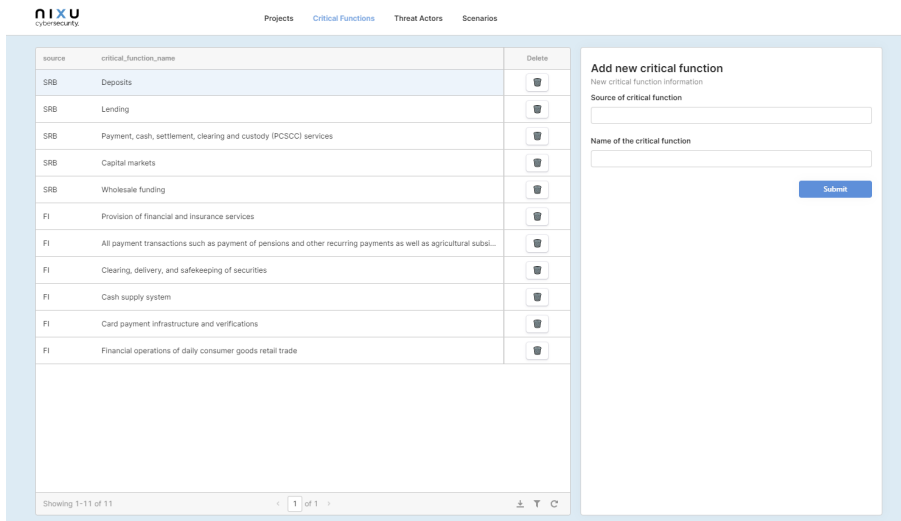 NIXU
cybersecurity.
Projects Critical Functions Threat Actors Scenarios
source critical_function_name Delete
SRB Deposits
SRB Lending
SRB Payment, cash, settlement, clearing and custody (PCSCC) services
SRB Capital markets
SRB Wholesale funding
FI Provision of financial and insurance services
FI All payment transactions such as payment of pensions and other recurring payments as well as agricultural subsi...
FI Clearing, delivery, and safekeeping of securities
FI Cash supply system
FI Card payment infrastructure and verifications
FI Financial operations of daily consumer goods retail trade
Showing 1-11 of 11 < 1 of 1 >
Add new critical function
New critical function information
Source of critical function
Name of the critical function
Submit